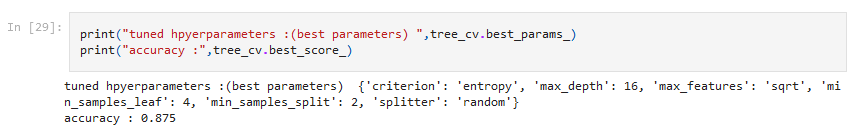 In [29]:
print("tuned hpyerparameters :(best parameters) ",tree_cv.best_params_)
print("accuracy :",tree_cv.best_score_)
tuned hpyerparameters :(best parameters)  {'criterion': 'entropy', 'max_depth': 16, 'max_features': 'sqrt', 'mi
n_samples_leaf': 4, 'min_samples_split': 2, 'splitter': 'random'}
accuracy : 0.875